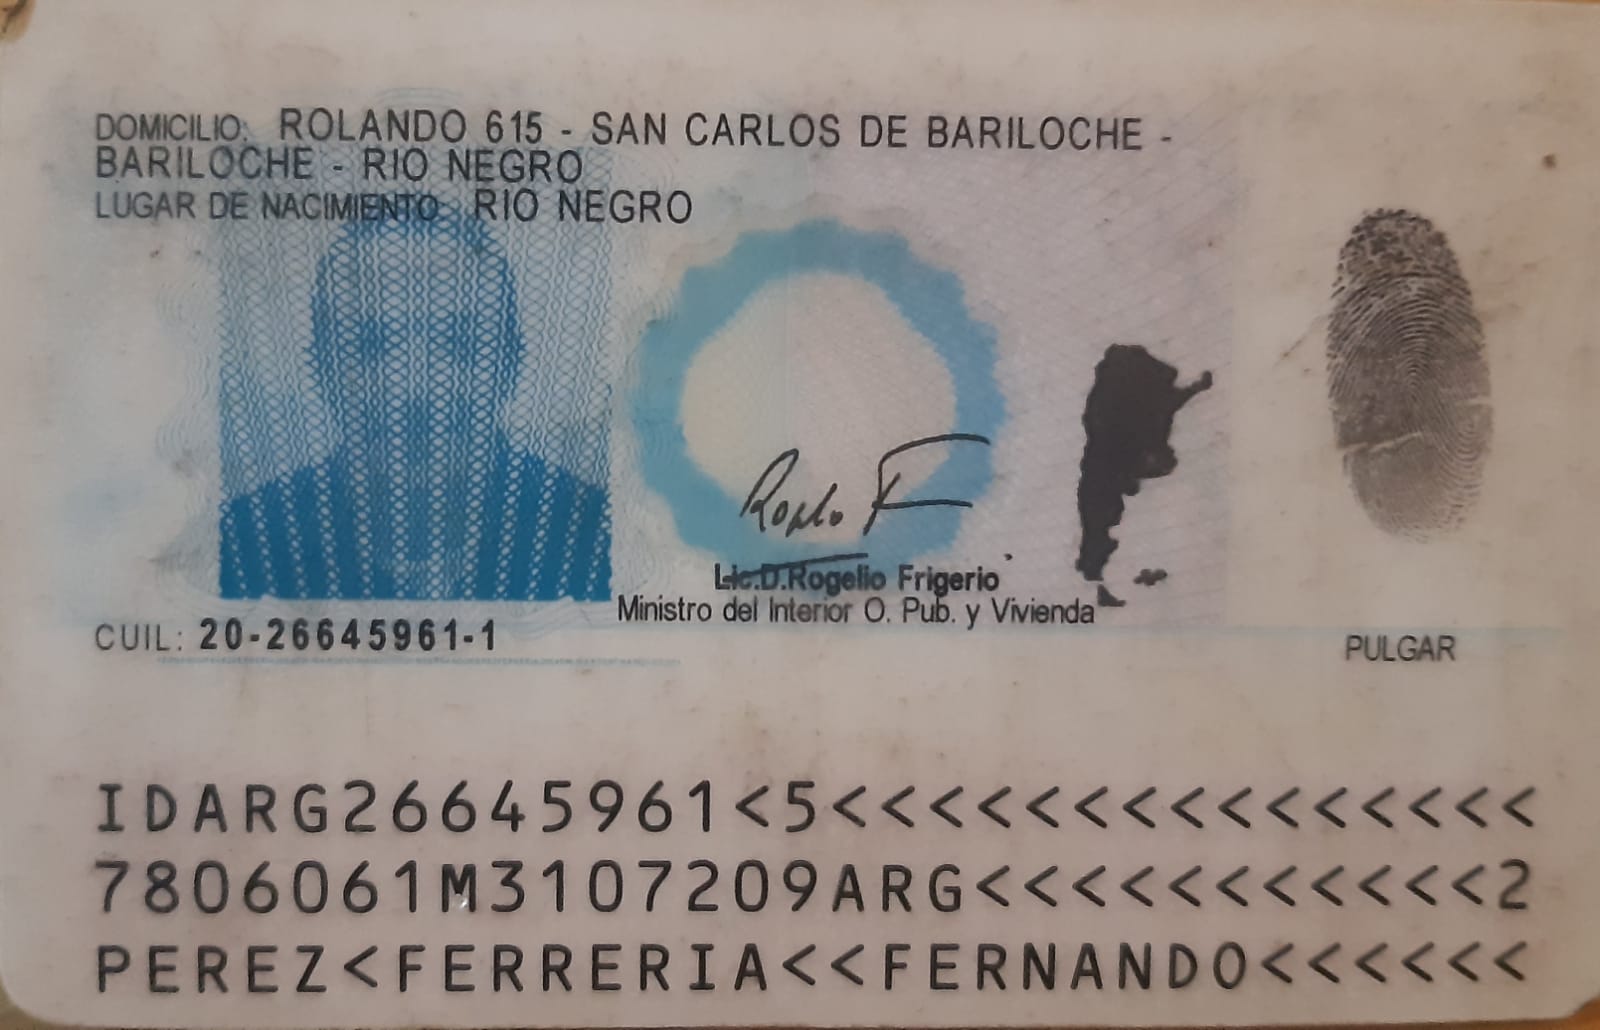 DOMICILIO: ROLANDO 615 - SAN CARLOS DE BARILOCHE -
BARILOCHE - RIO NEGRO
LUGAR DE NACIMIENTO: RIO NEGRO
Lic.D.Rogelio Frigerio
Ministro del Interior O. Pub. y Vivienda
CUIL: 20-26645961-1
PULGAR
IDARG26645961<5<<<<<<<<<<<<<<<
7806061M3107209ARG<<<<<<<<<<<2
PEREZ<FERRERIA<<FERNANDO<<<<<<